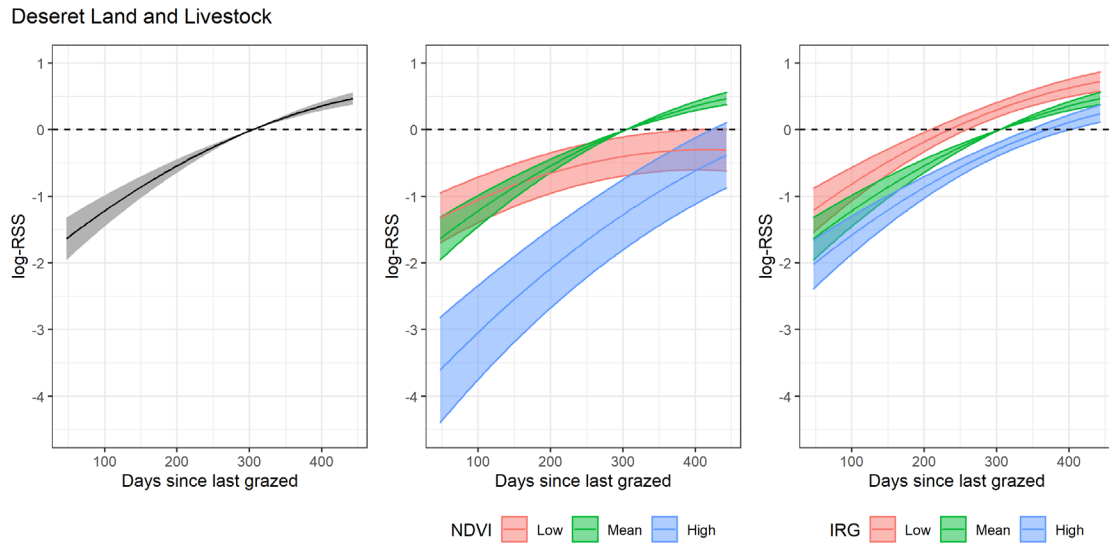 Deseret Land and Livestock
log-RSS
1
0
-1
-2
-3
-4
100 200 300 400
Days since last grazed
log-RSS
1
0
-1
-2
-3
-4
100 200 300 400
Days since last grazed
NDVI Low Mean High
log-RSS
1
0
-1
-2
-3
-4
100 200 300 400
Days since last grazed
IRG Low Mean High